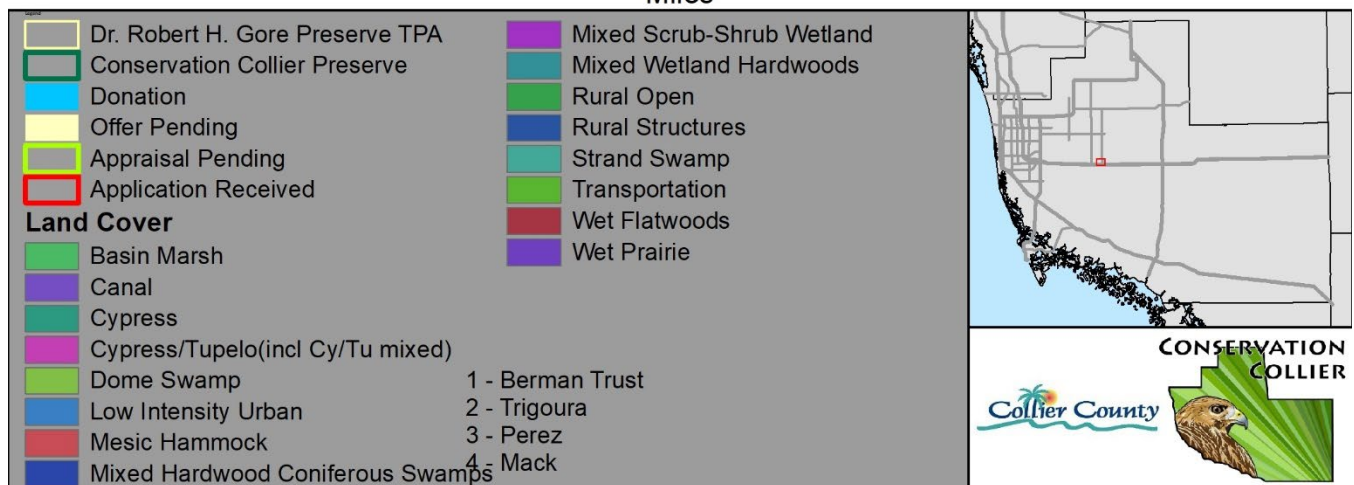 Miles
Legend
Dr. Robert H. Gore Preserve TPA
Conservation Collier Preserve
Donation
Offer Pending
Appraisal Pending
Application Received
Land Cover
Basin Marsh
Canal
Cypress
Cypress/Tupelo(incl Cy/Tu mixed)
Dome Swamp
Low Intensity Urban
Mesic Hammock
Mixed Hardwood Coniferous Swamps
Mixed Scrub-Shrub Wetland
Mixed Wetland Hardwoods
Rural Open
Rural Structures
Strand Swamp
Transportation
Wet Flatwoods
Wet Prairie
1 - Berman Trust
2 - Trigoura
3 - Perez
4 - Mack
Collier County
CONSERVATION
COLLIER